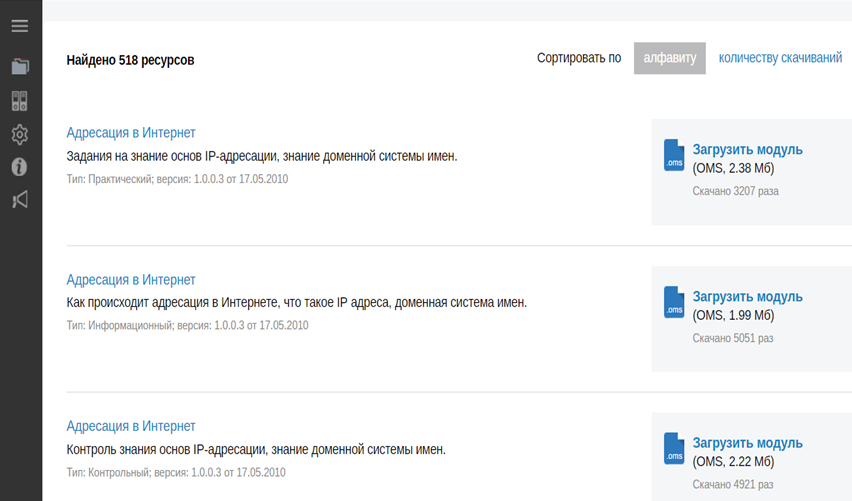 Найдено 518 ресурсов
Сортировать по алфавиту количеству скачиваний
Адресация в Интернет
Задания на знание основ IP-адресации, знание доменной системы имен.
Тип: Практический; версия: 1.0.0.3 от 17.05.2010
.oms
Загрузить модуль
(OMS, 2.38 Мб)
Скачано 3207 раза
Адресация в Интернет
Как происходит адресация в Интернете, что такое IP адреса, доменная система имен.
Тип: Информационный; версия: 1.0.0.3 от 17.05.2010
.oms
Загрузить модуль
(OMS, 1.99 Мб)
Скачано 5051 раз
Адресация в Интернет
Контроль знания основ IP-адресации, знание доменной системы имен.
Тип: Контрольный; версия: 1.0.0.3 от 17.05.2010
.oms
Загрузить модуль
(OMS, 2.22 Мб)
Скачано 4921 раз